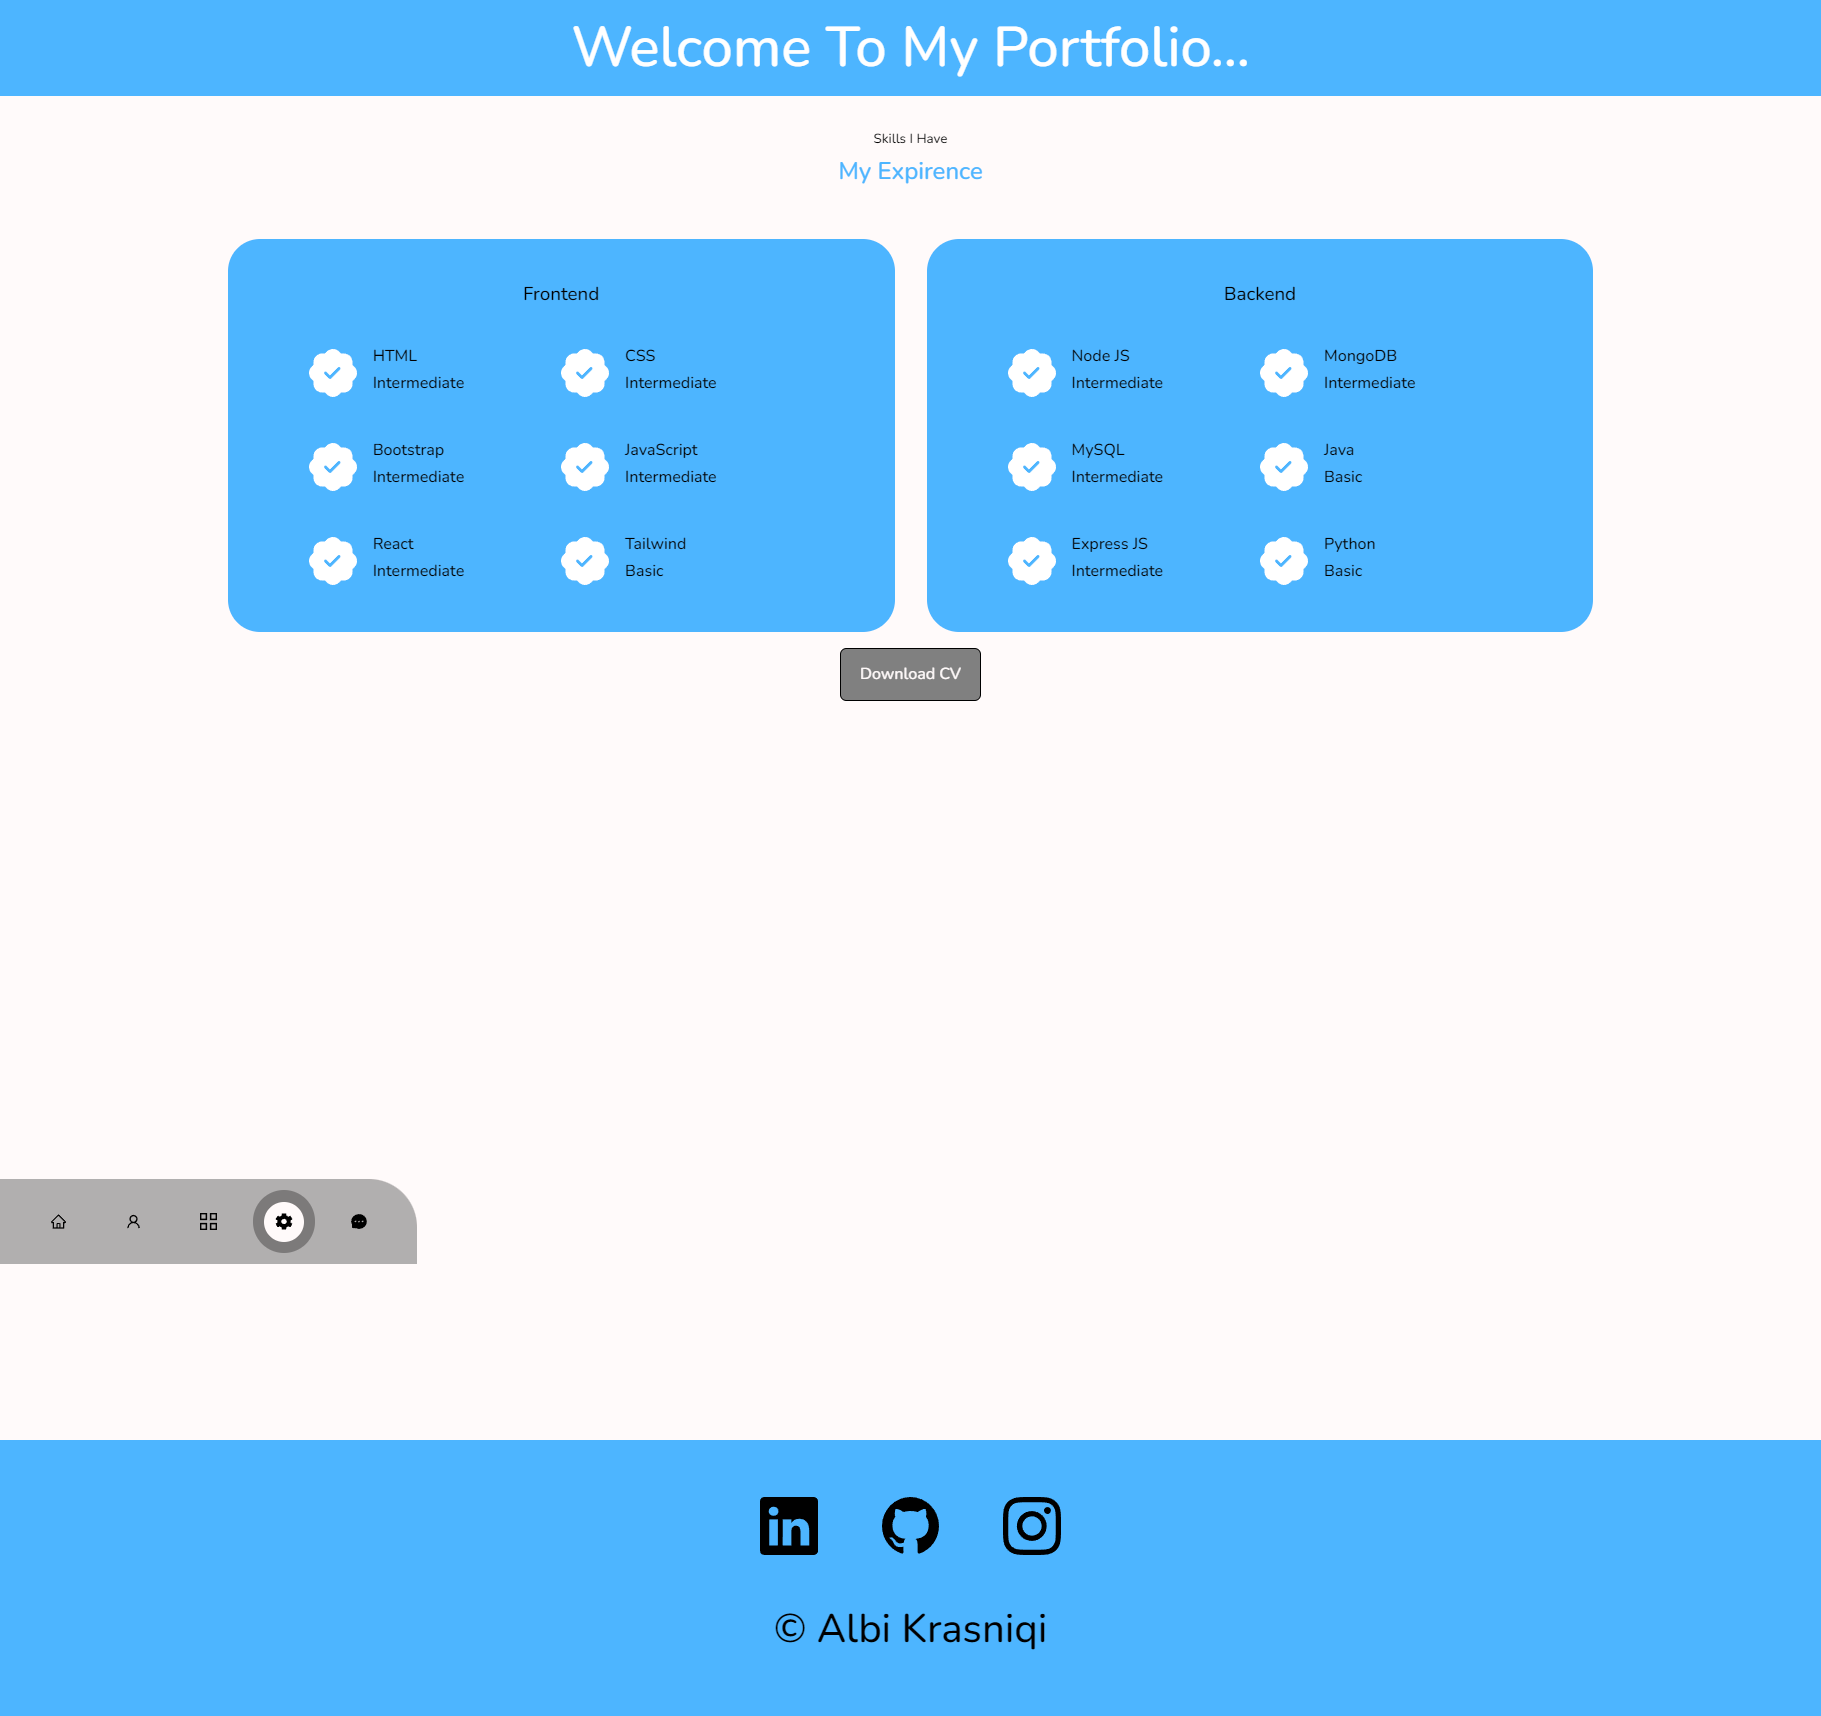 Welcome To My Portfolio...
Skills I Have
My Expirence
Frontend
HTML
Intermediate
CSS
Intermediate
Bootstrap
Intermediate
JavaScript
Intermediate
React
Intermediate
Tailwind
Basic
Backend
Node JS
Intermediate
MongoDB
Intermediate
MySQL
Intermediate
Java
Basic
Express JS
Intermediate
Python
Basic
Download CV
© Albi Krasniqi